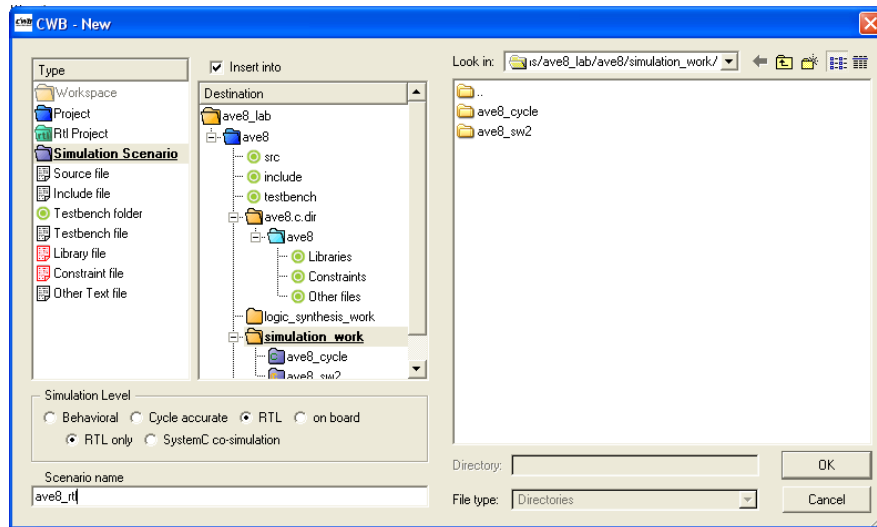 CWB - New
Type
Workspace
Project
Rtl Project
Simulation Scenario
Source file
Include file
Testbench folder
Testbench file
Library file
Constraint file
Other Text file
Insert into
Destination
ave8_lab
ave8
src
include
testbench
ave8.c.dir
ave8
Libraries
Constraints
Other files
logic_synthesis_work
simulation_work
ave8_cycle
ave8_sw2
Look in: ıs/ave8_lab/ave8/simulation_work/
..
ave8_cycle
ave8_sw2
Simulation Level
Behavioral Cycle accurate RTL on board
RTL only SystemC co-simulation
Scenario name
ave8_rtl
Directory:
OK
File type: Directories
Cancel